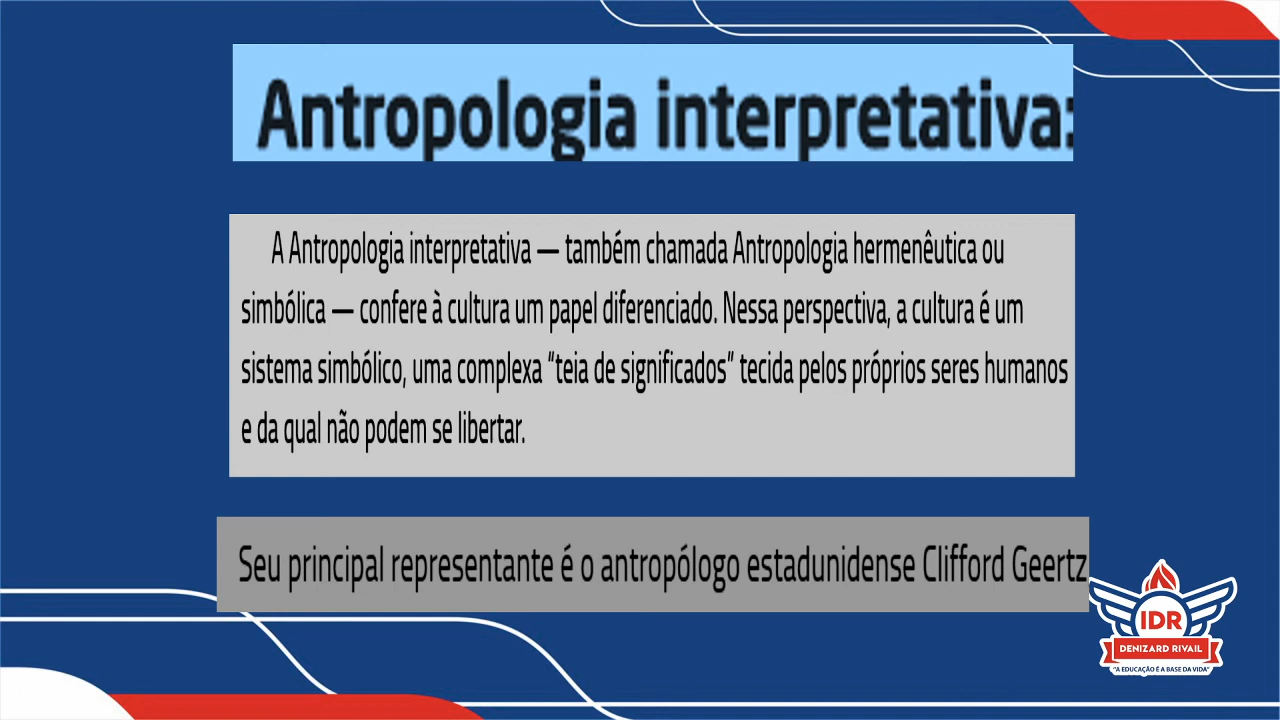 Antropologia interpretativa:
A Antropologia interpretativa — também chamada Antropologia hermenêutica ou
simbólica — confere à cultura um papel diferenciado. Nessa perspectiva, a cultura é um
sistema simbólico, uma complexa “teia de significados” tecida pelos próprios seres humanos
e da qual não podem se libertar.
Seu principal representante é o antropólogo estadunidense Clifford Geertz
IDR
DENIZARD RIVAIL
"A EDUCAÇÃO É A BASE DA VIDA"